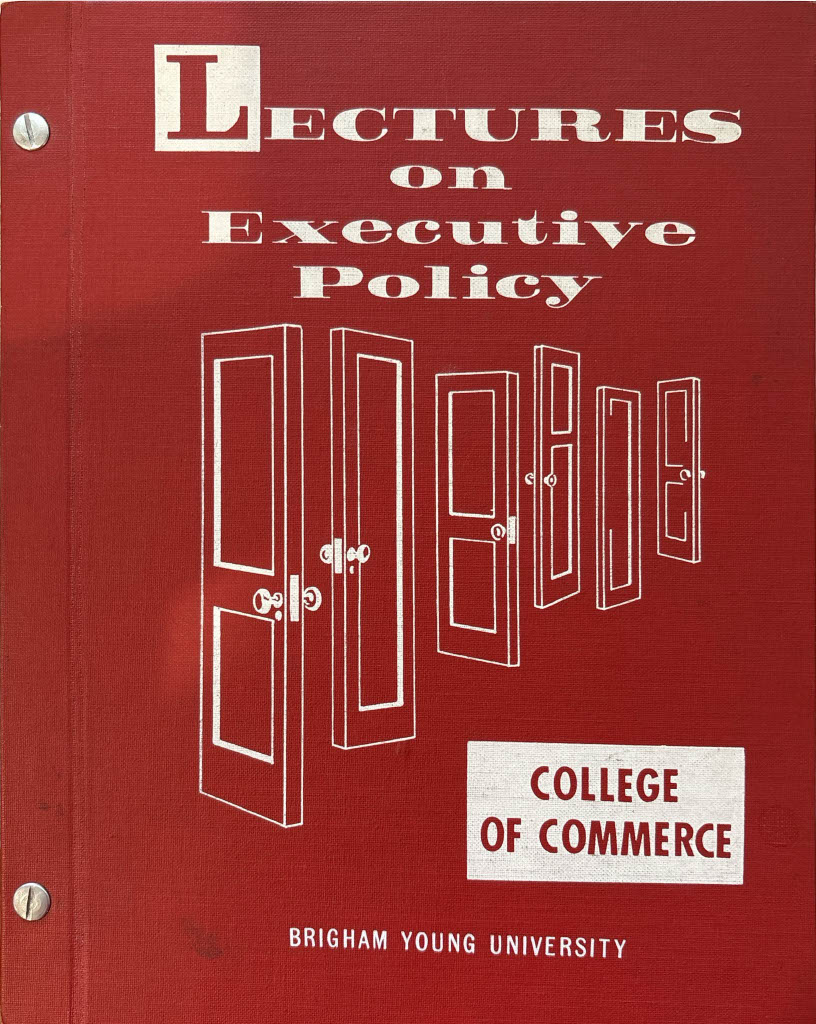 LECTURES
on
Executive
Policy
COLLEGE
OF COMMERCE
BRIGHAM YOUNG UNIVERSITY